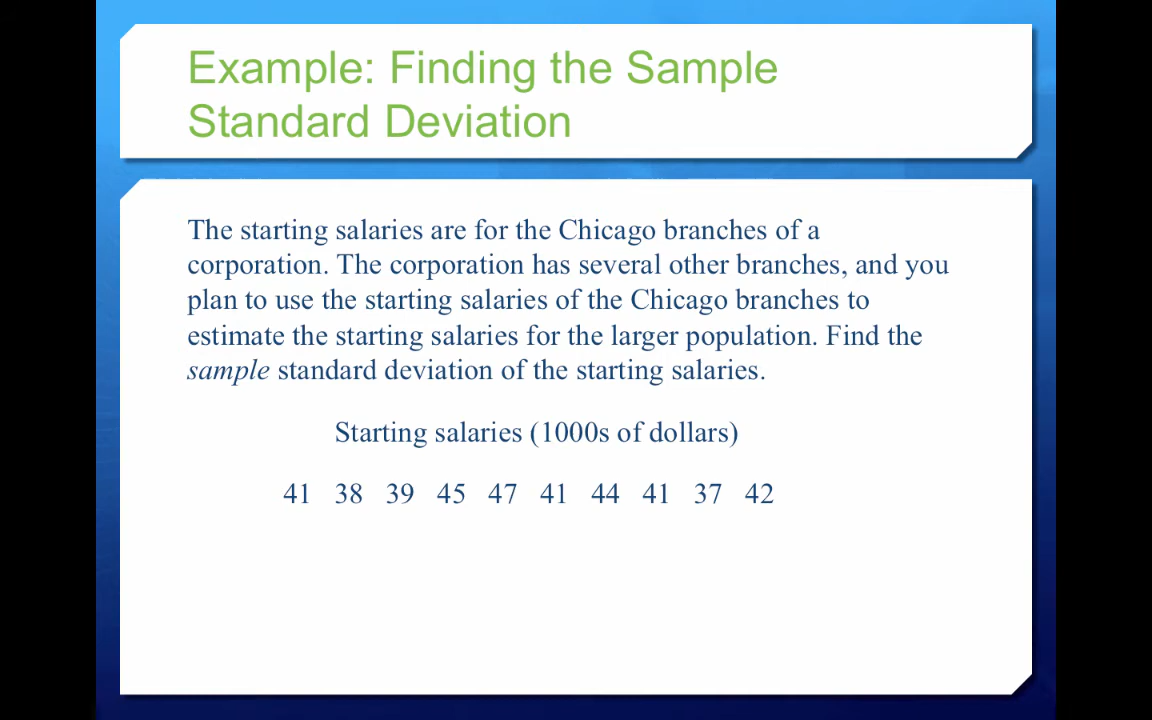 Example: Finding the Sample
Standard Deviation
The starting salaries are for the Chicago branches of a
corporation. The corporation has several other branches, and you
plan to use the starting salaries of the Chicago branches to
estimate the starting salaries for the larger population. Find the
sample standard deviation of the starting salaries.
Starting salaries (1000s of dollars)
41 38 39 45 47 41 44 41 37 42